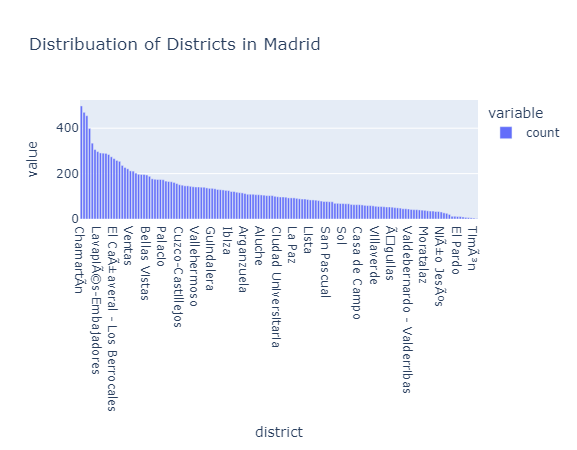 Distribuation of Districts in Madrid
variable
count
value
400
200
0
ChamartÃ­n
LavapiÃ©s-Embajadores
El CaÃ±averal - Los Berrocales
Ventas
Bellas Vistas
Palacio
Cuzco-Castillejos
Vallehermoso
Guindalera
Ibiza
Arganzuela
Aluche
Ciudad Universitaria
La Paz
Lista
San Pascual
Sol
Casa de Campo
Villaverde
Ã�guilas
Valdebernardo - Valderribas
Moratalaz
NiÃ±o JesÃºs
El Pardo
TimÃ³n
district